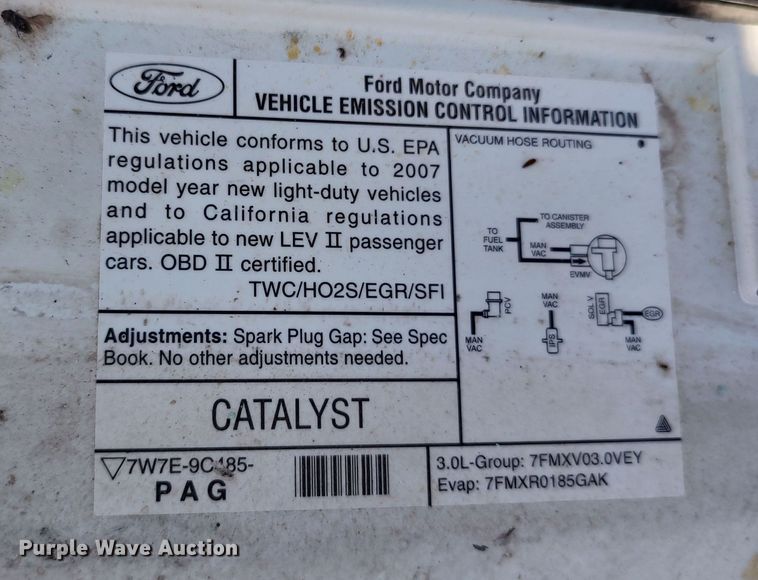 Ford
Ford Motor Company
VEHICLE EMISSION CONTROL INFORMATION
This vehicle conforms to U.S. EPA
regulations applicable to 2007
model year new light-duty vehicles
and to California regulations
applicable to new LEV II passenger
cars. OBD II certified.
TWC/HO2S/EGR/SFI
VACUUM HOSE ROUTING
TO CANISTER
ASSEMBLY
TO
FUEL
TANK
MAN
VAC
EVMV
PCV
MAN
VAC
MAN
VAC
IPS
SOL V
EGR
EGR
MAN
VAC
Adjustments: Spark Plug Gap: See Spec
Book. No other adjustments needed.
CATALYST
7W7E-9C485-
PAG
3.0L-Group: 7FMXV03.0VEY
Evap: 7FMXR0185GAK
Purple Wave Auction